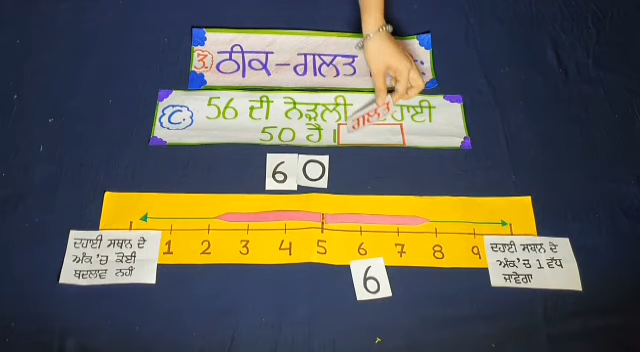 3. ਠੀਕ-ਗਲਤ
C. 56 ਦੀ ਨੇੜਲੀ
50 ਹੈ। ਗਲਤ
60
1 2 3 4 5 6 7 8 9
ਦਹਾਈ ਸਥਾਨ ਦੇ
ਅੰਕ 'ਚ ਕੋਈ
ਬਦਲਾਵ ਨਹੀਂ
ਦਹਾਈ ਸਥਾਨ ਦੇ
ਅੰਕ 'ਚ 1 ਵੱਧ
ਜਾਵੇਗਾ
6